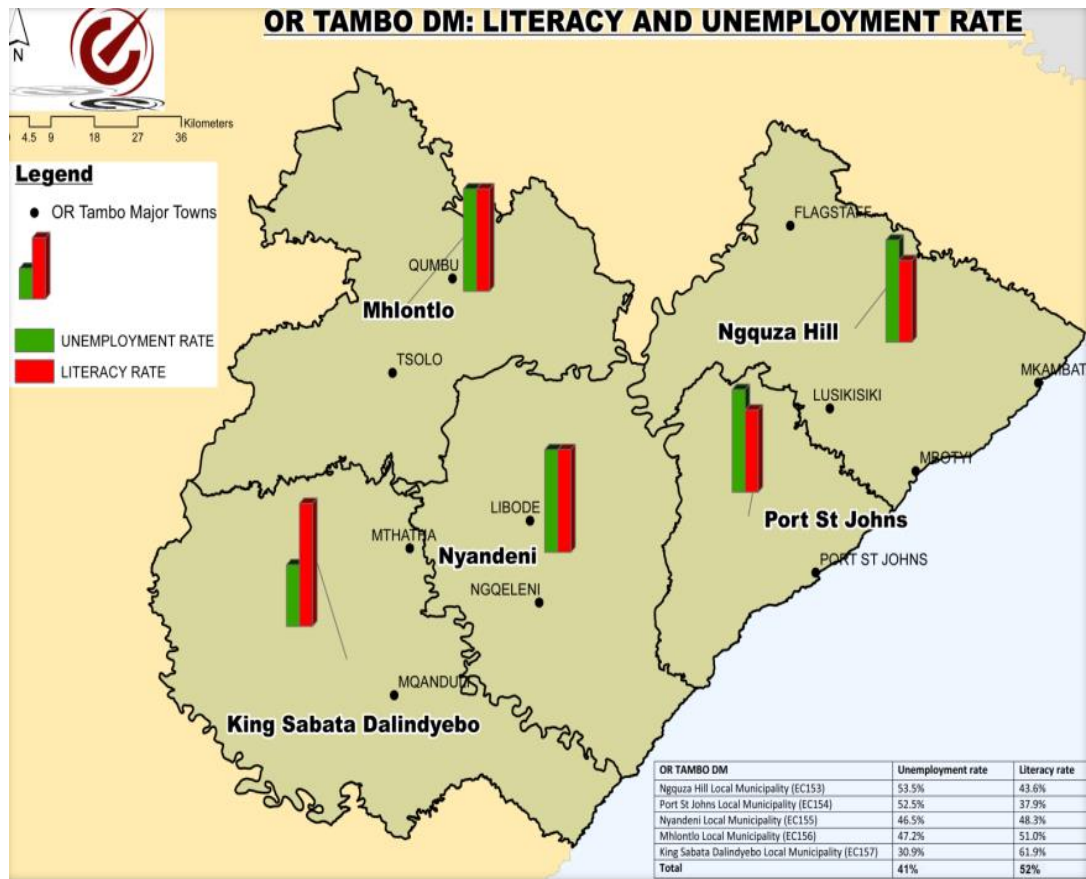 OR TAMBO DM: LITERACY AND UNEMPLOYMENT RATE
N
Kilometers
4.5 9 18 27 36
Legend
OR Tambo Major Towns
UNEMPLOYMENT RATE
LITERACY RATE
FLAGSTAFF
QUMBU
Mhlontlo
Ngquza Hill
TSOLO
MKAMBAT
LUSIKISIKI
MBOTYI
LIBODE
Port St Johns
MTHATHA
Nyandeni
PORT ST JOHNS
NGQELENI
MQANDULI
King Sabata Dalindyebo
OR TAMBO DM Unemployment rate Literacy rate
Ngquza Hill Local Municipality (EC153) 53.5% 43.6%
Port St Johns Local Municipality (EC154) 52.5% 37.9%
Nyandeni Local Municipality (EC155) 46.5% 48.3%
Mhlontlo Local Municipality (EC156) 47.2% 51.0%
King Sabata Dalindyebo Local Municipality (EC157) 30.9% 61.9%
Total 41% 52%